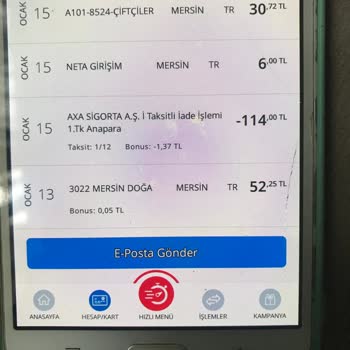 OCAK 15 A101-8524-ÇİFTÇİLER MERSİN TR 30,72 TL
OCAK 15 NETA GİRİŞİM MERSİN TR 6,00 TL
OCAK 15 AXA SİGORTA A.Ş. İ Taksitli İade İşlemi -114,00 TL
1.Tk Anapara
Taksit: 1/12 Bonus: -1,37 TL
OCAK 13 3022 MERSİN DOĞA MERSİN TR 52,25 TL
Bonus: 0,05 TL
E-Posta Gönder
ANASAYFA HESAP/KART HIZLI MENÜ İŞLEMLER KAMPANYA